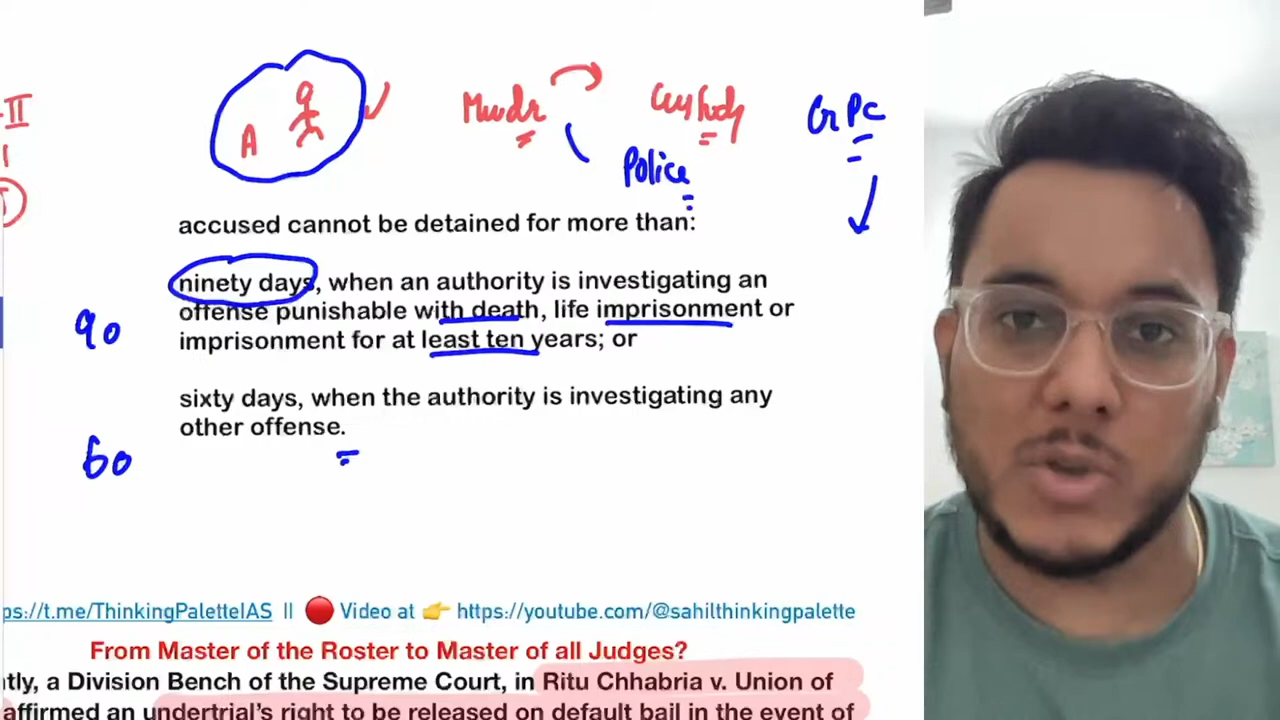 -II
I
A
Murdr
Custody
CrPC
Police
accused cannot be detained for more than:
ninety days, when an authority is investigating an
offense punishable with death, life imprisonment or
imprisonment for at least ten years; or
90
sixty days, when the authority is investigating any
other offense.
60
ps://t.me/ThinkingPaletteIAS || Video at 👉 https://youtube.com/@sahilthinkingpalette
From Master of the Roster to Master of all Judges?
tly, a Division Bench of the Supreme Court, in Ritu Chhabria v. Union of
affirmed an undertrial's right to be released on default bail in the event of